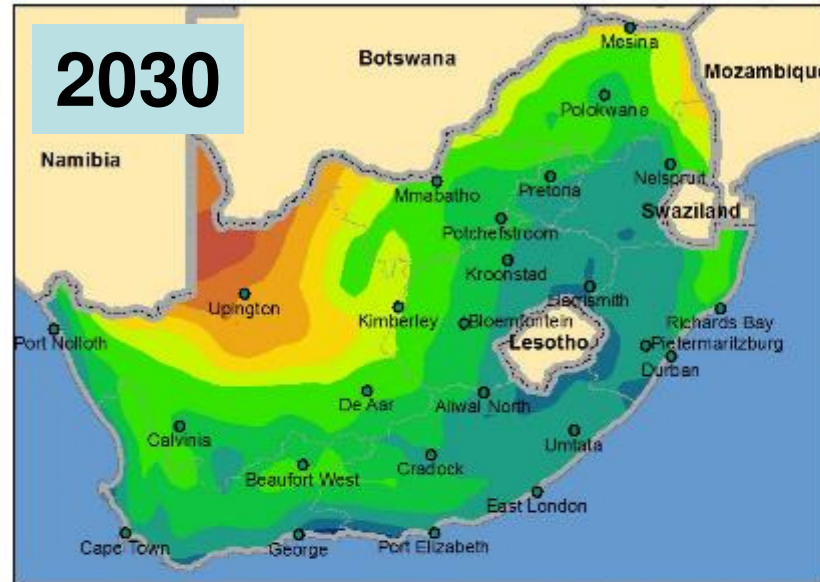 2030
Botswana
Mesina
Mozambique
Polokwane
Namibia
Mmabatho
Pretoria
Nelspruit
Swaziland
Potchefstroom
Kroonstad
Harrismith
Upington
Kimberley
Bloemfontein
Richards Bay
Port Nolloth
Lesotho
Pietermaritzburg
Durban
De Aar
Aliwal North
Calvinia
Umtata
Cradock
Beaufort West
East London
Cape Town
George
Port Elizabeth